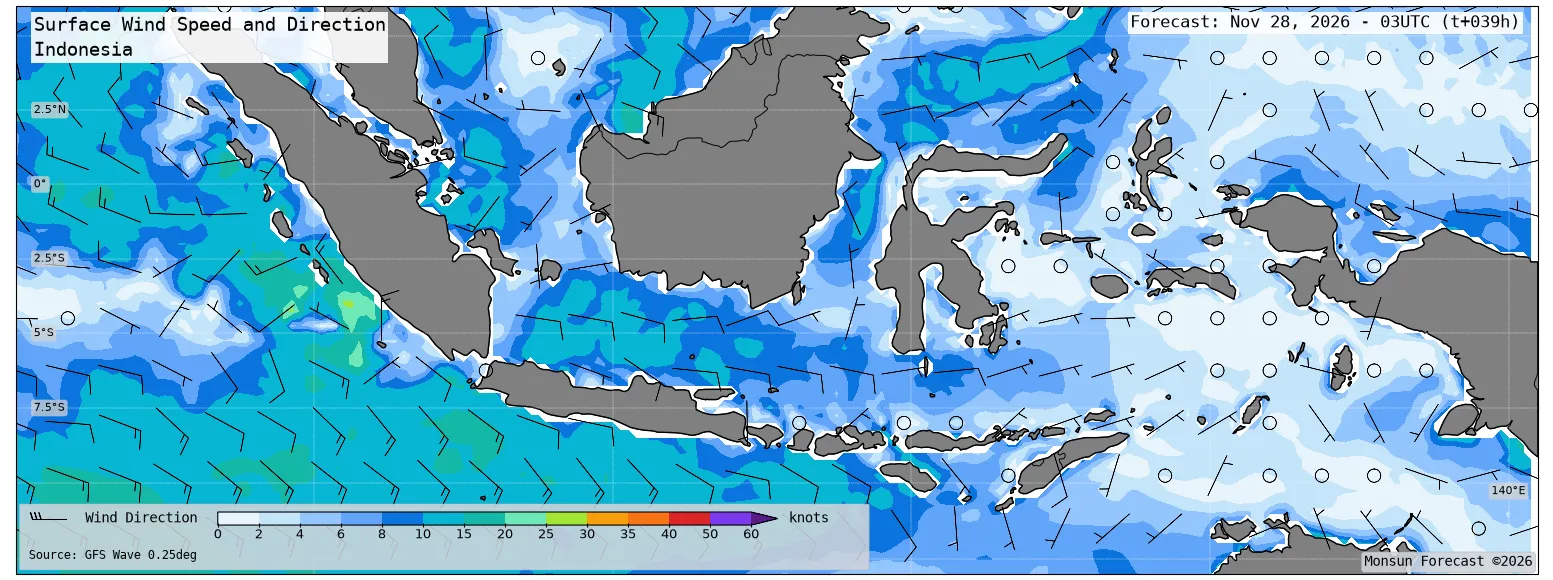 Surface Wind Speed and Direction
Indonesia
Forecast: Nov 28, 2026 - 03UTC (t+039h)
2.5°N
0°
2.5°S
5°S
7.5°S
140°E
Wind Direction
0 2 4 6 8 10 15 20 25 30 35 40 50 60
knots
Source: GFS Wave 0.25deg
Monsun Forecast ©2026